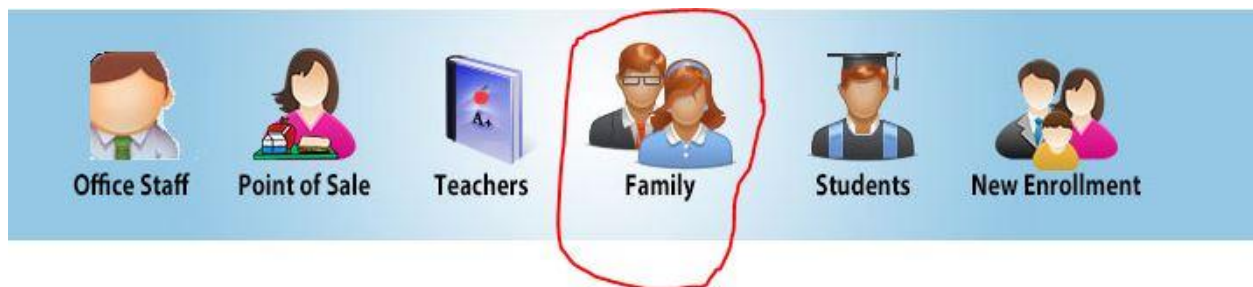 A+
Office Staff
Point of Sale
Teachers
Family
Students
New Enrollment